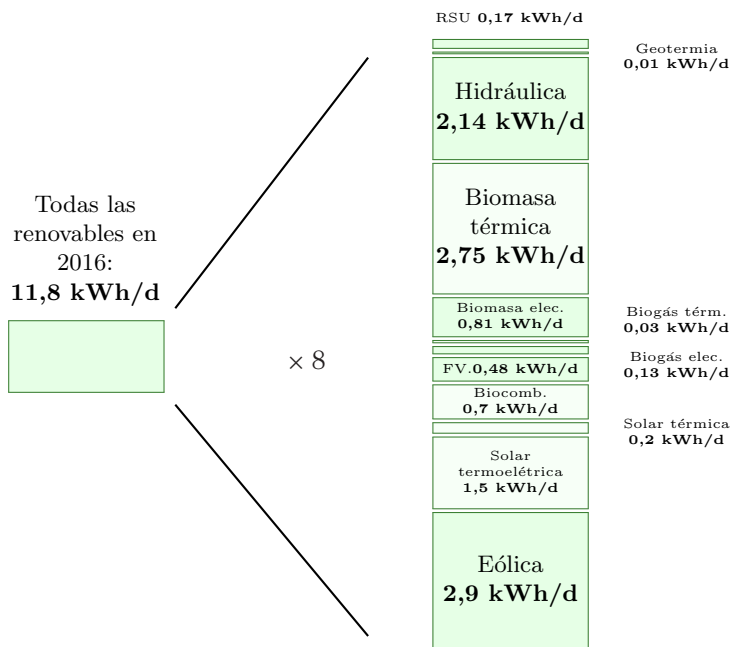 RSU 0,17 kWh/d
Geotermia
0,01 kWh/d
Hidráulica
2,14 kWh/d
Todas las
renovables en
2016:
11,8 kWh/d
Biomasa
térmica
2,75 kWh/d
Biomasa elec.
0,81 kWh/d
Biogás térm.
0,03 kWh/d
× 8
Biogás elec.
0,13 kWh/d
FV.0,48 kWh/d
Biocomb.
0,7 kWh/d
Solar térmica
0,2 kWh/d
Solar
termoelétrica
1,5 kWh/d
Eólica
2,9 kWh/d